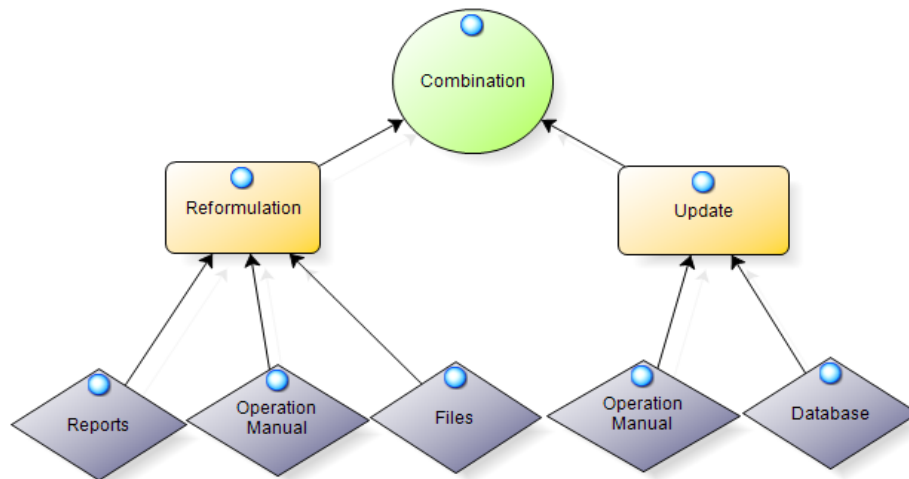 Combination
Reformulation
Update
Reports
Operation
Manual
Files
Operation
Manual
Database